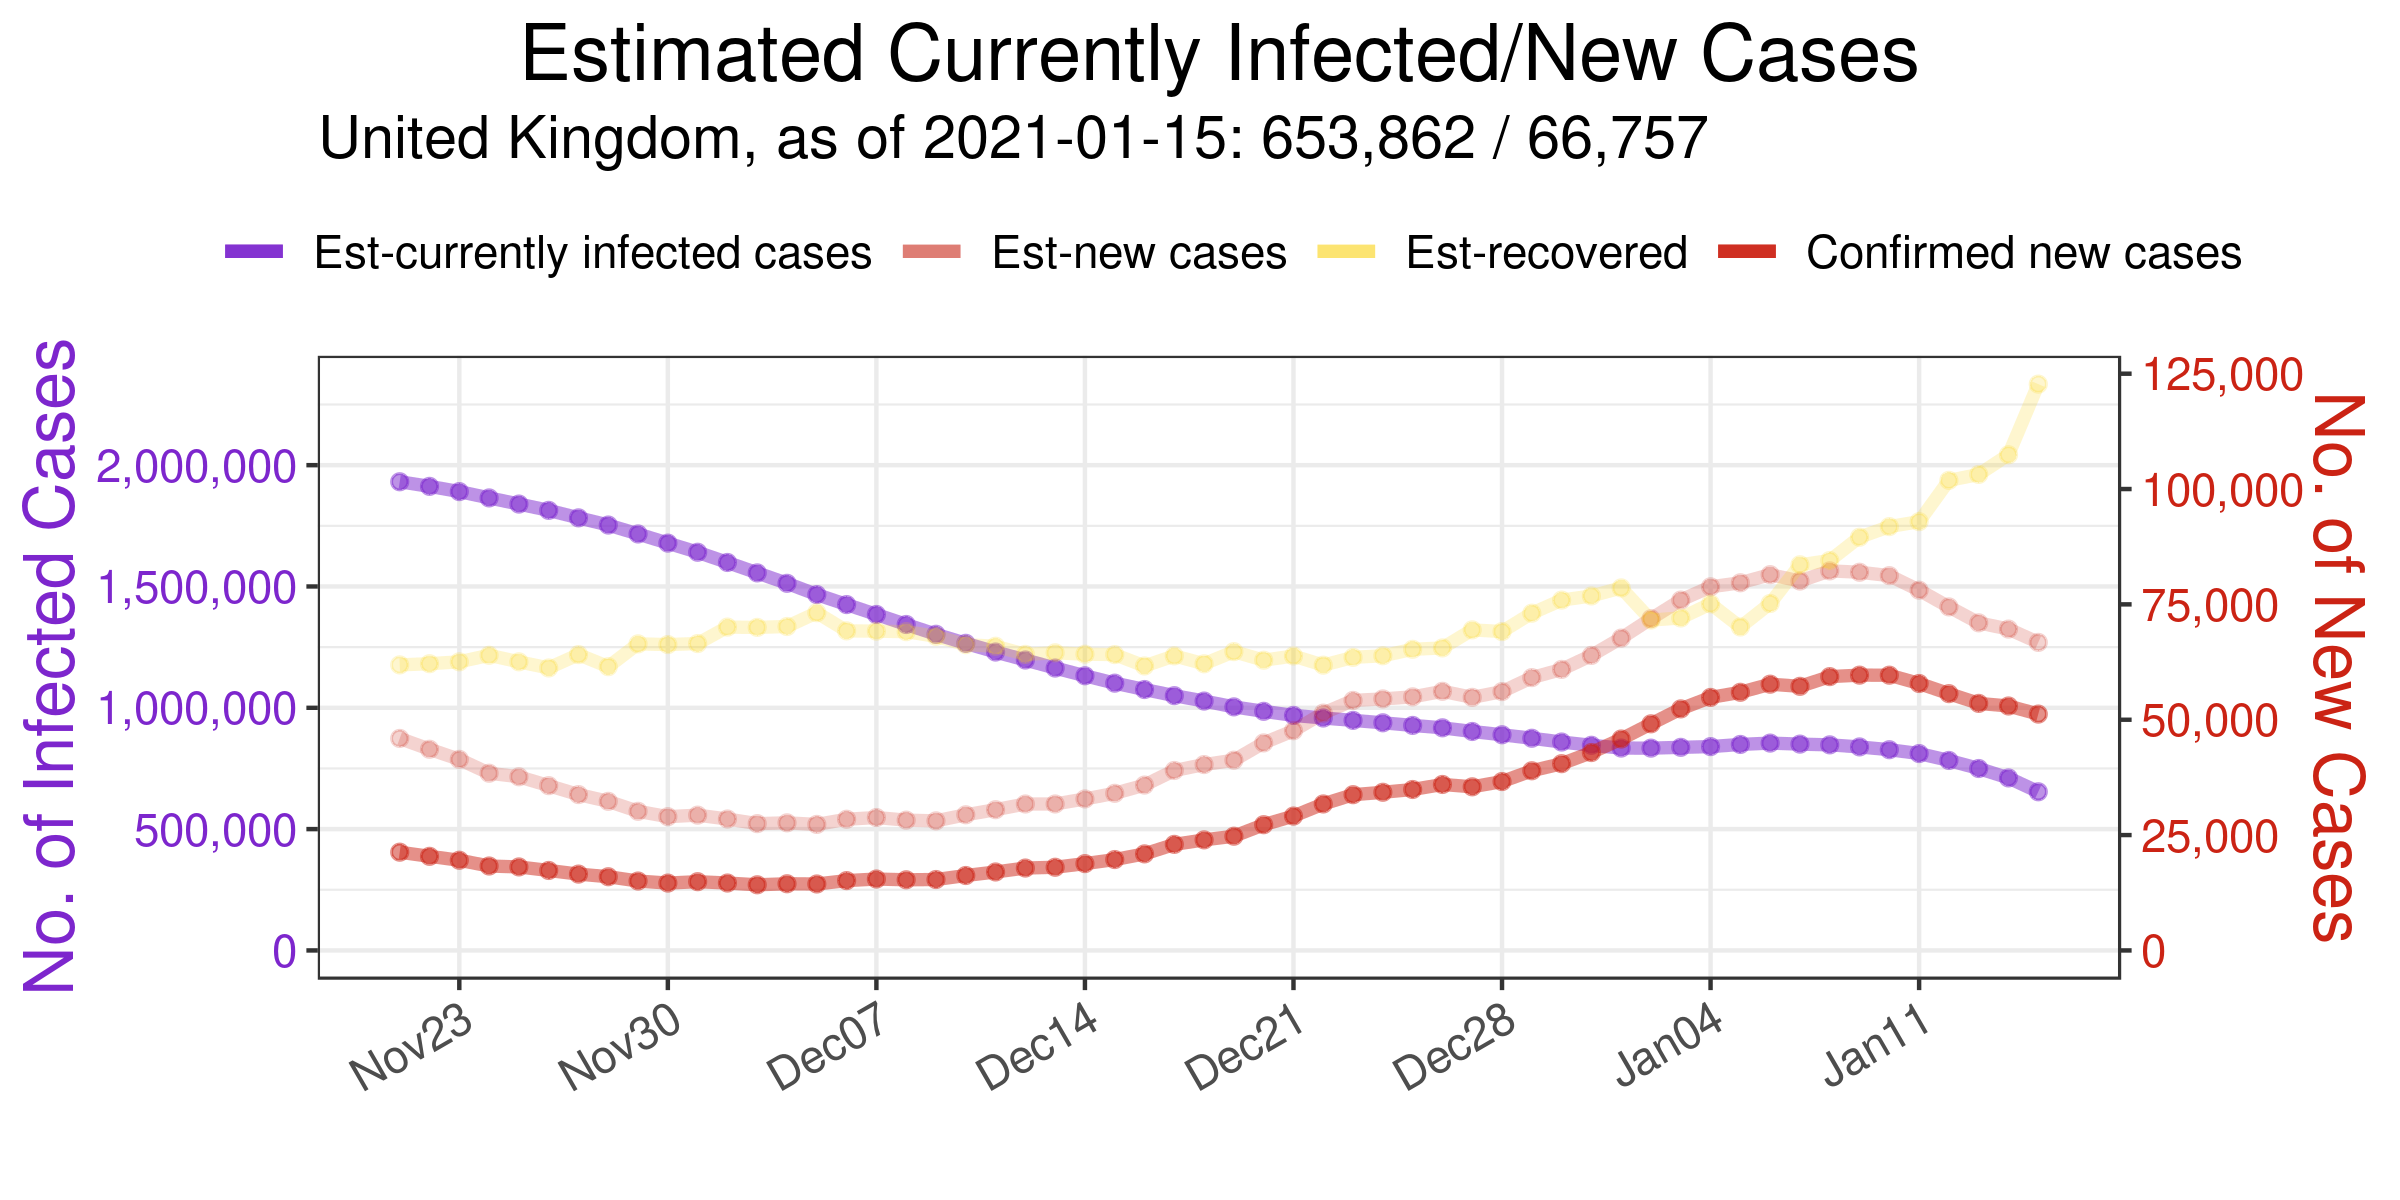 Estimated Currently Infected/New Cases
United Kingdom, as of 2021-01-15: 653,862 / 66,757
Est-currently infected cases Est-new cases Est-recovered Confirmed new cases
No. of Infected Cases
2,000,000
1,500,000
1,000,000
500,000
0
125,000
100,000
75,000
50,000
25,000
0
No. of New Cases
Nov23 Nov30 Dec07 Dec14 Dec21 Dec28 Jan04 Jan11